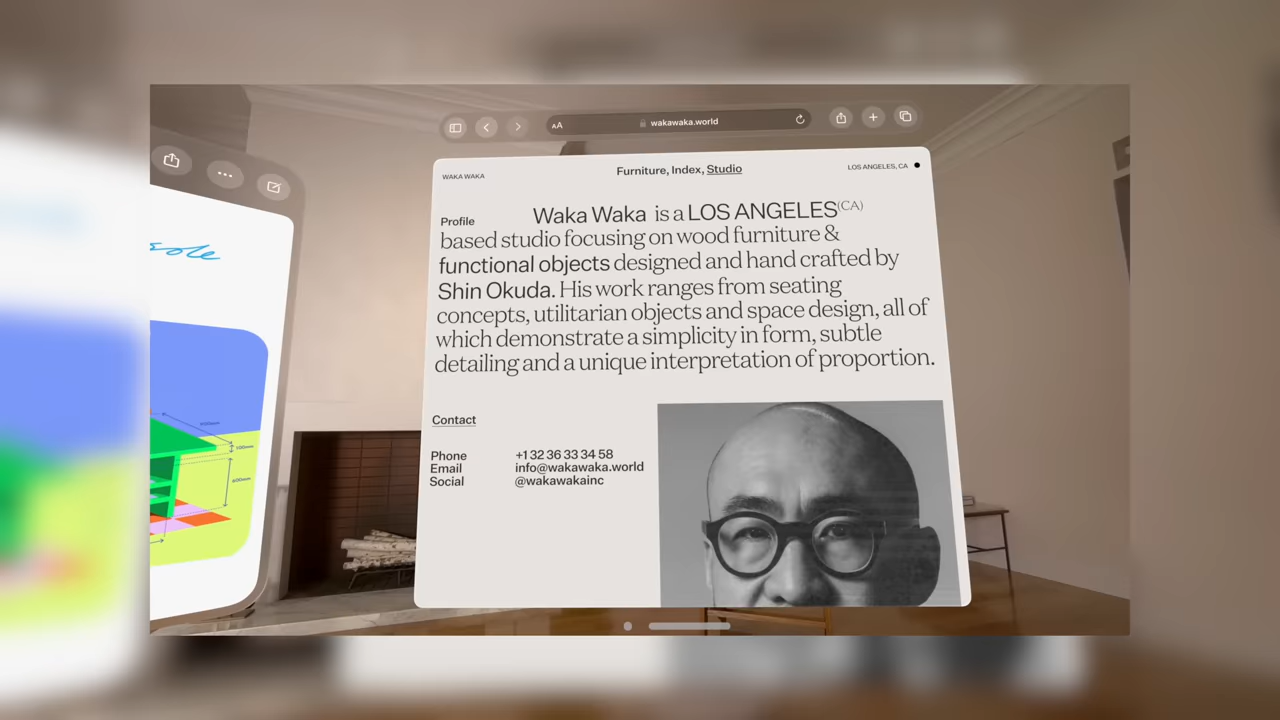 AA wakawaka.world
WAKA WAKA Furniture, Index, Studio LOS ANGELES, CA
Profile Waka Waka is a LOS ANGELES(CA)
based studio focusing on wood furniture &
functional objects designed and hand crafted by
Shin Okuda. His work ranges from seating
concepts, utilitarian objects and space design, all of
which demonstrate a simplicity in form, subtle
detailing and a unique interpretation of proportion.
Contact
Phone +1 32 36 33 34 58
Email info@wakawaka.world
Social @wakawakainc